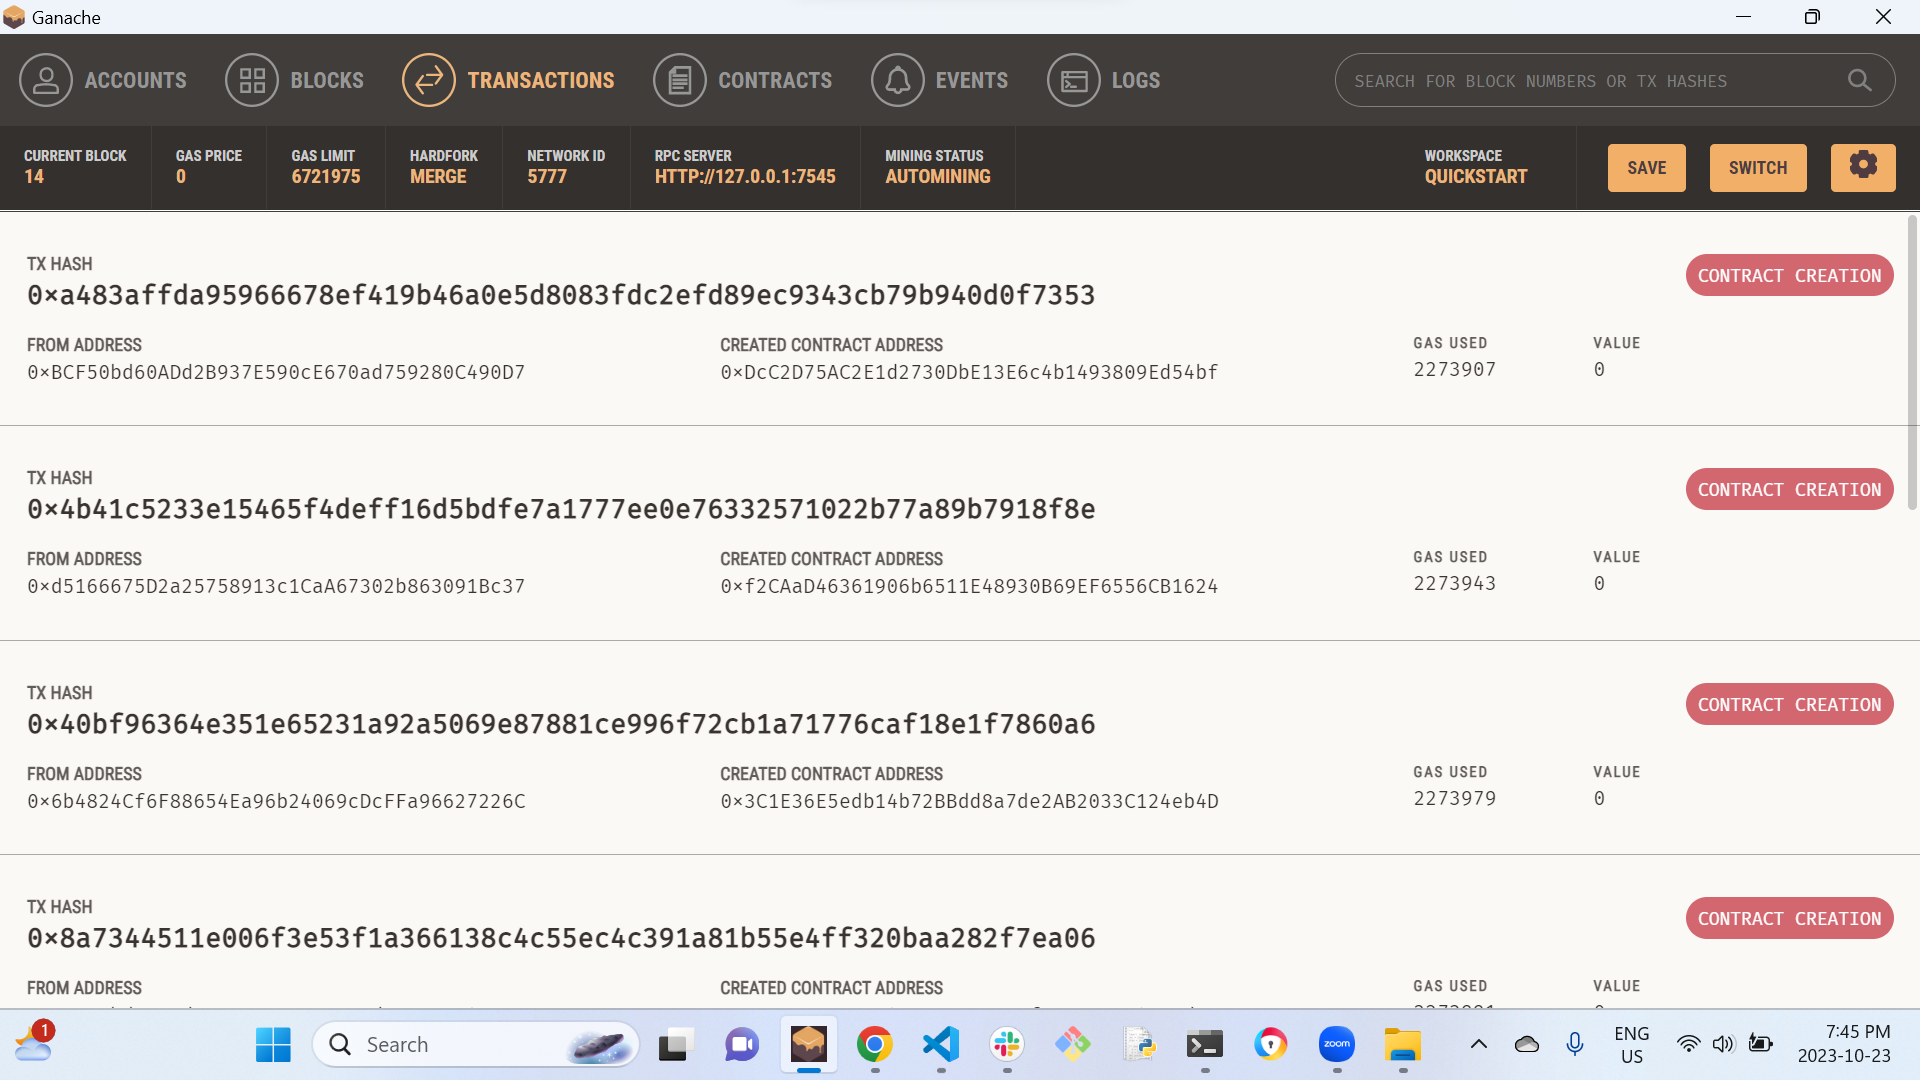 Ganache
ACCOUNTS BLOCKS TRANSACTIONS CONTRACTS EVENTS LOGS SEARCH FOR BLOCK NUMBERS OR TX HASHES
CURRENT BLOCK GAS PRICE GAS LIMIT HARDFORK NETWORK ID RPC SERVER MINING STATUS WORKSPACE
14 0 6721975 MERGE 5777 HTTP://127.0.0.1:7545 AUTOMINING QUICKSTART SAVE SWITCH
TX HASH
0xa483affda95966678ef419b46a0e5d8083fdc2efd89ec9343cb79b940d0f7353 CONTRACT CREATION
FROM ADDRESS CREATED CONTRACT ADDRESS GAS USED VALUE
0xBCF50bd60ADd2B937E590cE670ad759280C490D7 0xDcC2D75AC2E1d2730DbE13E6c4b1493809Ed54bf 2273907 0
TX HASH
0x4b41c5233e15465f4deff16d5bdfe7a1777ee0e76332571022b77a89b7918f8e CONTRACT CREATION
FROM ADDRESS CREATED CONTRACT ADDRESS GAS USED VALUE
0xd5166675D2a25758913c1CaA67302b863091Bc37 0xf2CAaD46361906b6511E48930B69EF6556CB1624 2273943 0
TX HASH
0x40bf96364e351e65231a92a5069e87881ce996f72cb1a71776caf18e1f7860a6 CONTRACT CREATION
FROM ADDRESS CREATED CONTRACT ADDRESS GAS USED VALUE
0x6b4824Cf6F88654Ea96b24069cDcFFa96627226C 0x3C1E36E5edb14b72BBdd8a7de2AB2033C124eb4D 2273979 0
TX HASH
0x8a7344511e006f3e53f1a366138c4c55ec4c391a81b55e4ff320baa282f7ea06 CONTRACT CREATION
FROM ADDRESS CREATED CONTRACT ADDRESS GAS USED VALUE
1 Search zoom ENG 7:45 PM
US 2023-10-23